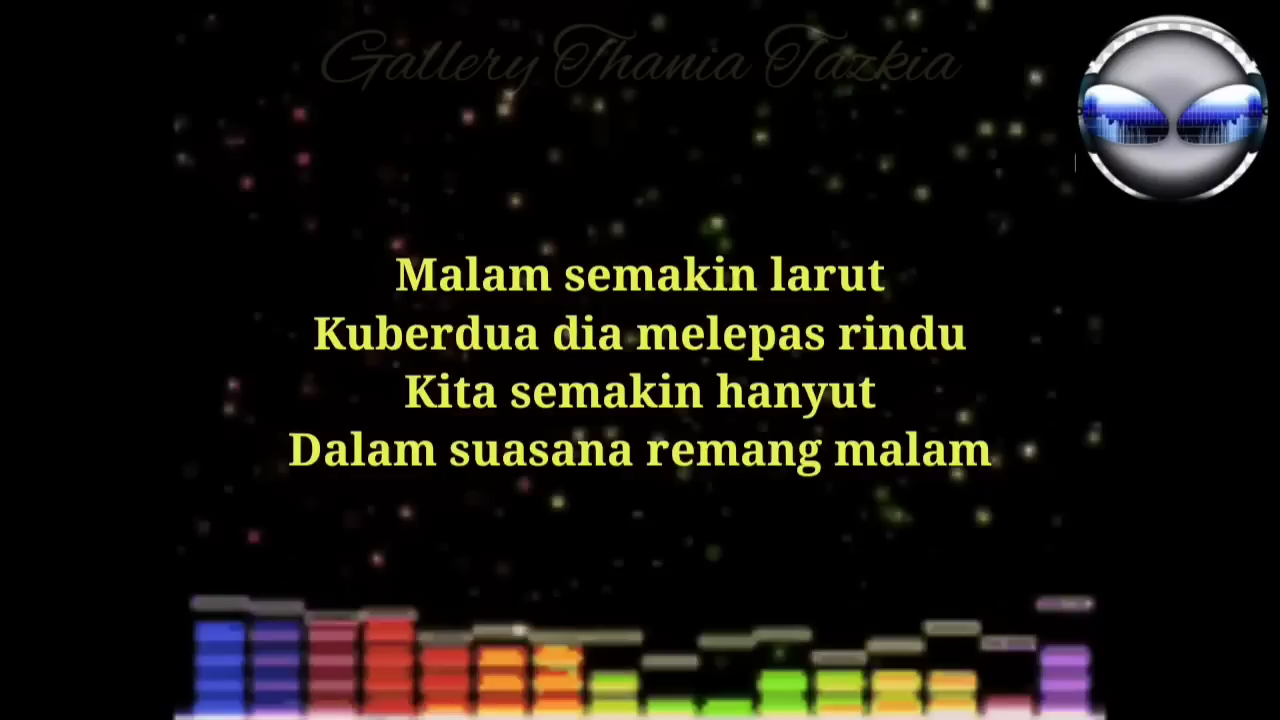 Gallery Thania Tazkia
Malam semakin larut
Kuberdua dia melepas rindu
Kita semakin hanyut
Dalam suasana remang malam